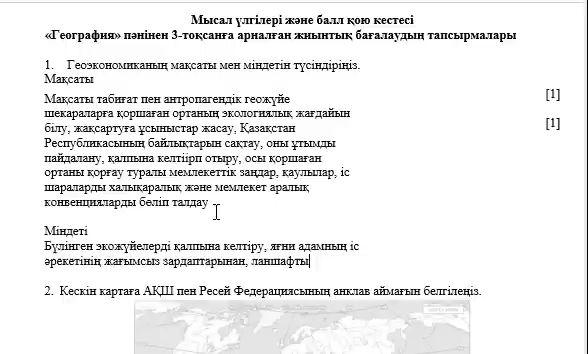 Мысал үлгілері және балл қою кестесі
«География» пәнінен 3-тоқсанға арналған жиынтық бағалаудың тапсырмалары
1. Геоэкономиканың мақсаты мен міндетін түсіндіріңіз.
Мақсаты
Мақсаты табиғат пен антропагендік геожүйе [1]
шекараларға қоршаған ортаның экологиялық жағдайын
білу, жақсартуға ұсыныстар жасау, Қазақстан [1]
Республикасының байлықтарын сақтау, оны ұтымды
пайдалану, қалпына келтіірп отыру, осы қоршаған
ортаны қорғау туралы мемлекеттік заңдар, қаулылар, іс
шараларды халықаралық және мемлекет аралық
конвенцияларды бөліп талдау
Міндеті
Бүлінген экожүйелерді қалпына келтіру, яғни адамның іс
әрекетінің жағымсыз зардаптарынан, ланшафты
2. Кескін картаға АҚШ пен Ресей Федерациясының анклав аймағын белгілеңіз.